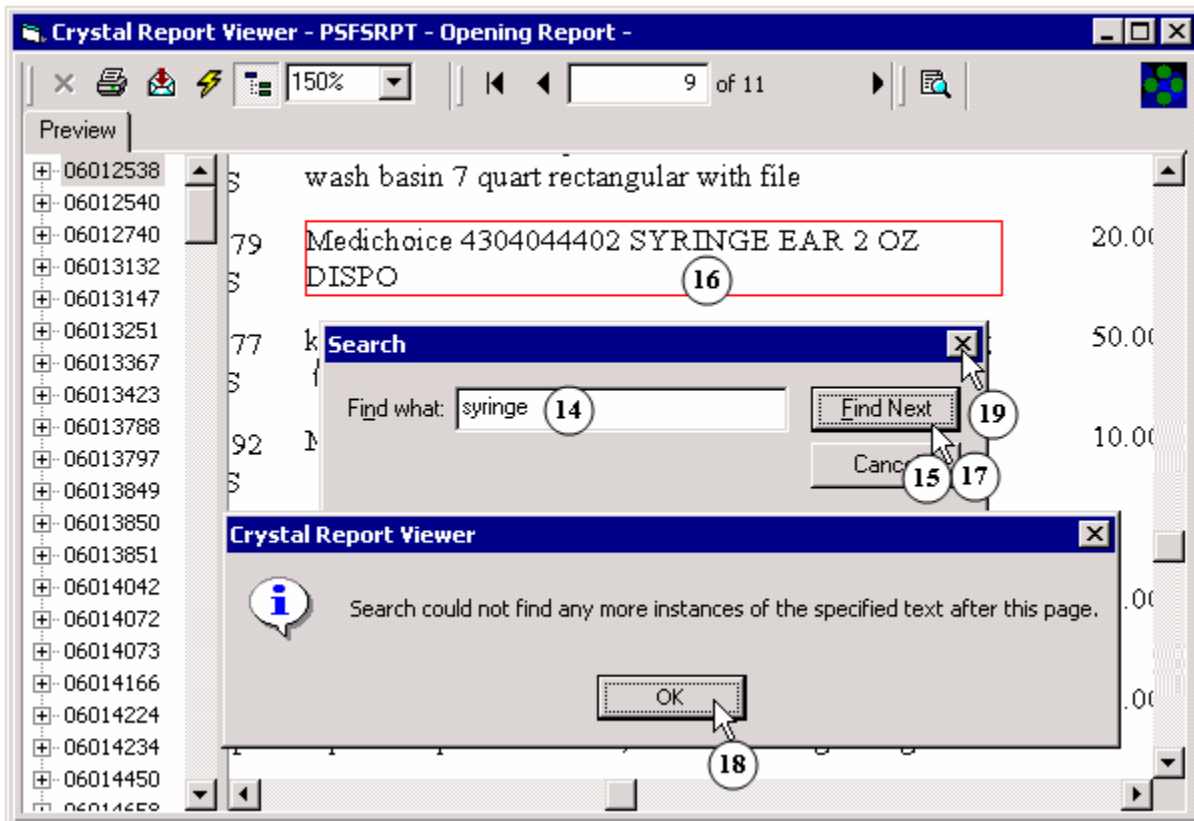 Crystal Report Viewer - PSFSRPT - Opening Report -
150% 9 of 11
Preview
06012538
06012540
06012740
06013132
06013147
06013251
06013367
06013423
06013788
06013797
06013849
06013850
06013851
06014042
06014072
06014073
06014166
06014224
06014234
06014450
S wash basin 7 quart rectangular with file
79 Medichoice 4304044402 SYRINGE EAR 2 OZ 20.00
S DISPO
16
77 k 50.00
S
92 10.00
S
Search
Find what: syringe 14 Find Next 19
15 17
Crystal Report Viewer
Search could not find any more instances of the specified text after this page.
.00
OK
.00
18